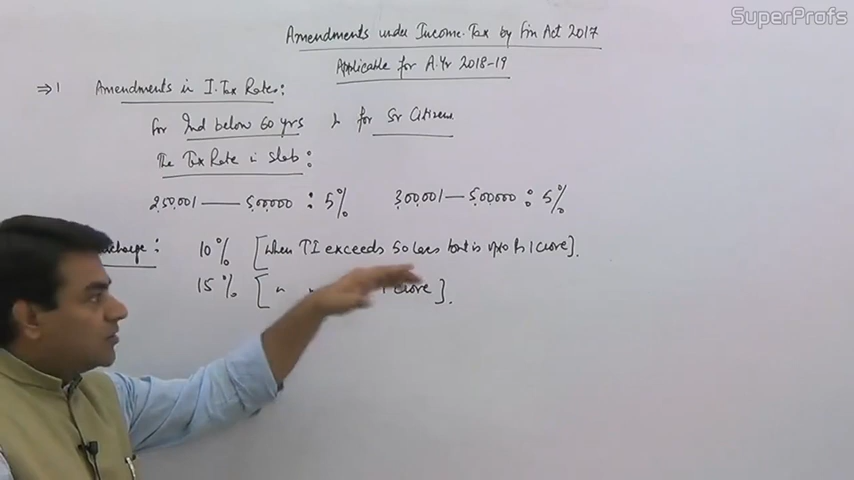 SuperProfs
Amendments under Income.Tax by Fin Act 2017
Applicable for A.Yr 2018-19
⇒1 Amendments in I.Tax Rates:
for Ind below 60 yrs & for Sr Citizens
The Tax Rate in slab:
2,50,001 — 5,00,000 : 5% 3,00,001 — 5,00,000 : 5%
10% [When TI exceeds 50 lacs but is upto Rs 1 crore].
15% [" " 1 crore].